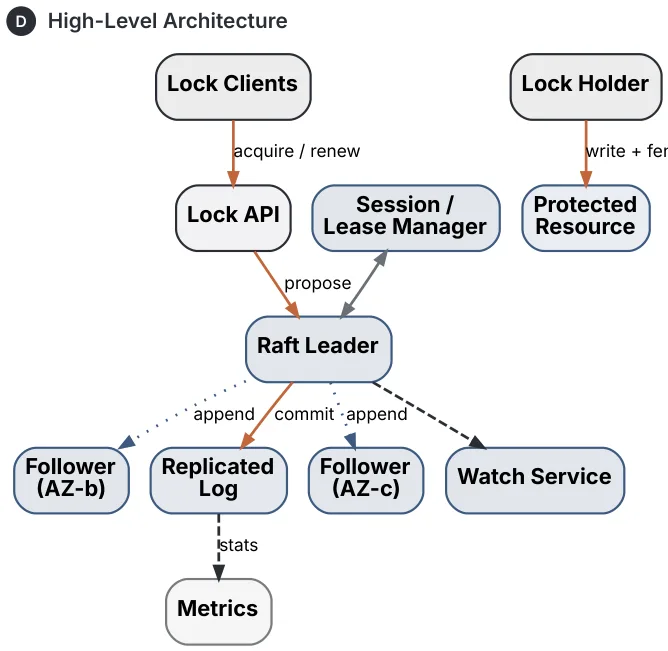 D High-Level Architecture
Lock Clients
Lock Holder
acquire / renew
write +
Lock API
Session /
Lease Manager
Protected
Resource
propose
Raft Leader
append
commit
append
Follower
(AZ-b)
Replicated
Log
Follower
(AZ-c)
Watch Service
stats
Metrics